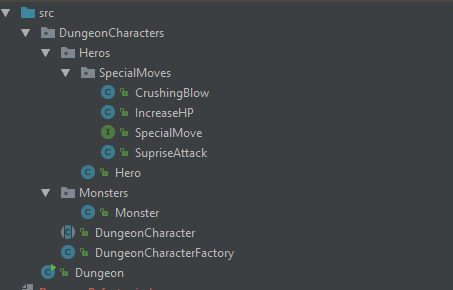 src
DungeonCharacters
Heros
SpecialMoves
CrushingBlow
IncreaseHP
SpecialMove
SupriseAttack
Hero
Monsters
Monster
DungeonCharacter
DungeonCharacterFactory
Dungeon